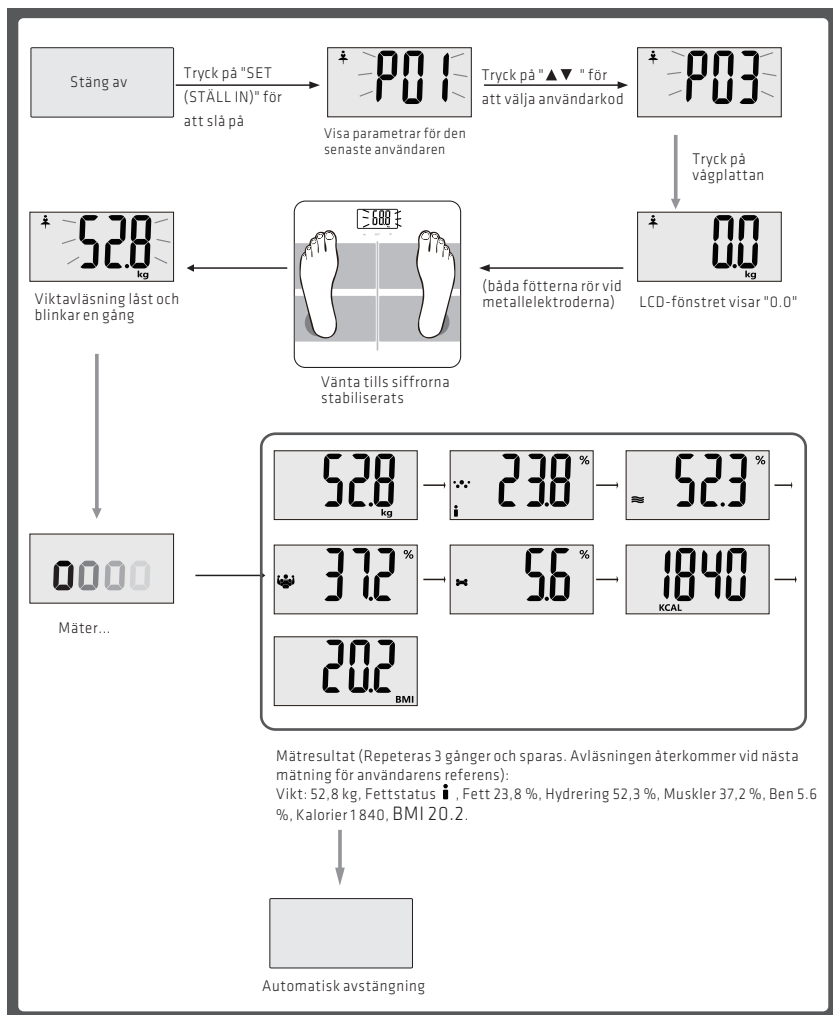 Stäng av
Tryck på "SET
(STÄLL IN)" för
att slå på
P01
Visa parametrar för den
senaste användaren
Tryck på "▲▼ " för
att välja användarkod
P03
Tryck på
vågplattan
0.0
kg
LCD-fönstret visar "0.0"
(båda fötterna rör vid
metallelektroderna)
68.8
Vänta tills siffrorna
stabiliserats
52.8
kg
Viktavläsning låst och
blinkar en gång
0000
Mäter...
52.8
kg
23.8 %
52.3 %
37.2 %
5.6 %
1840
KCAL
20.2
BMI
Mätresultat (Repeteras 3 gånger och sparas. Avläsningen återkommer vid nästa
mätning för användarens referens):
Vikt: 52,8 kg, Fettstatus , Fett 23,8 %, Hydrering 52,3 %, Muskler 37,2 %, Ben 5.6
%, Kalorier 1840, BMI 20.2.
Automatisk avstängning